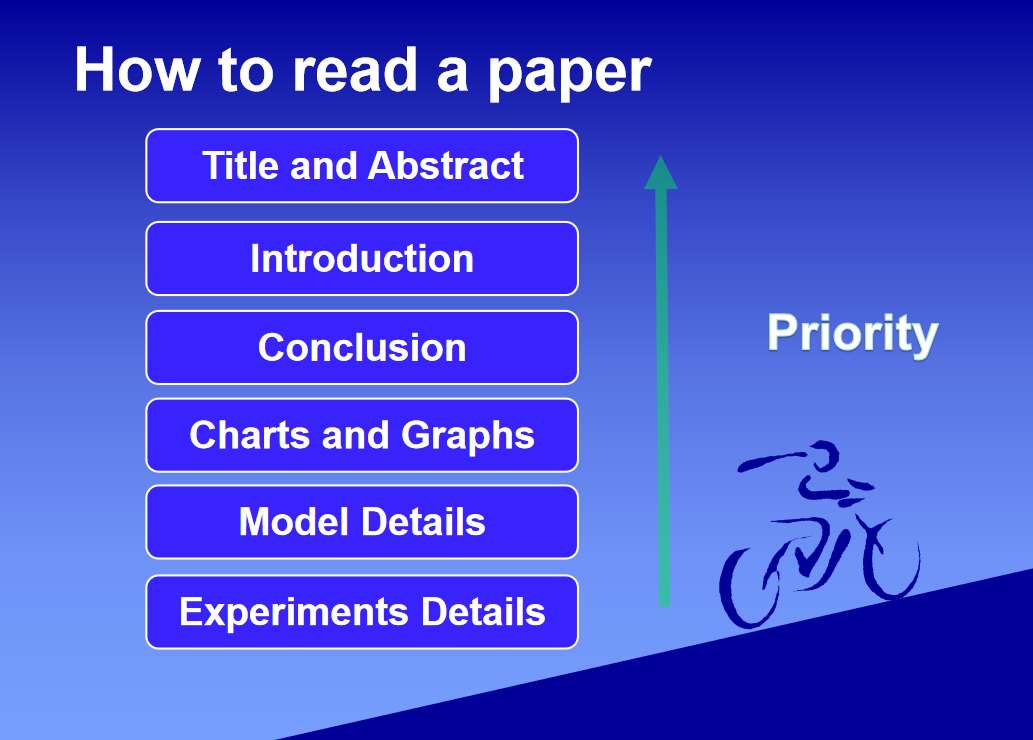 How to read a paper
Title and Abstract
Introduction
Conclusion
Charts and Graphs
Model Details
Experiments Details
Priority